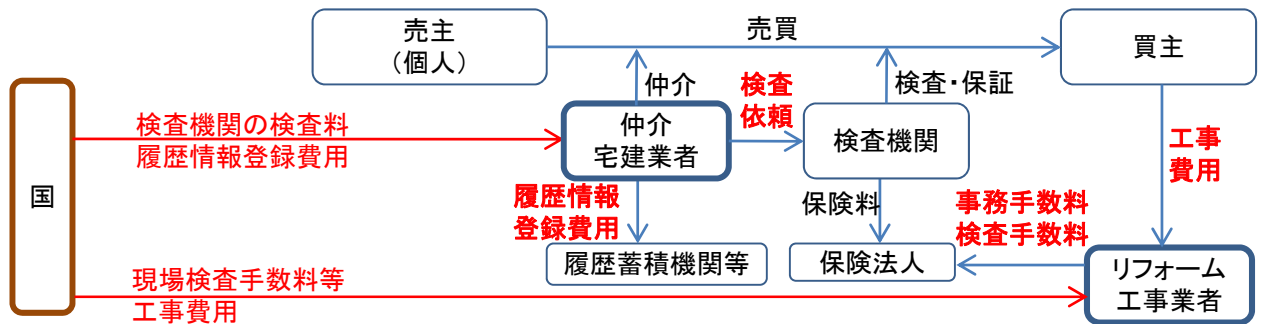 売主
（個人）
売買
買主
仲介
検査
依頼
検査・保証
検査機関の検査料
履歴情報登録費用
仲介
宅建業者
検査機関
工事
費用
国
履歴情報
登録費用
保険料
事務手数料
検査手数料
履歴蓄積機関等
保険法人
リフォーム
工事業者
現場検査手数料等
工事費用